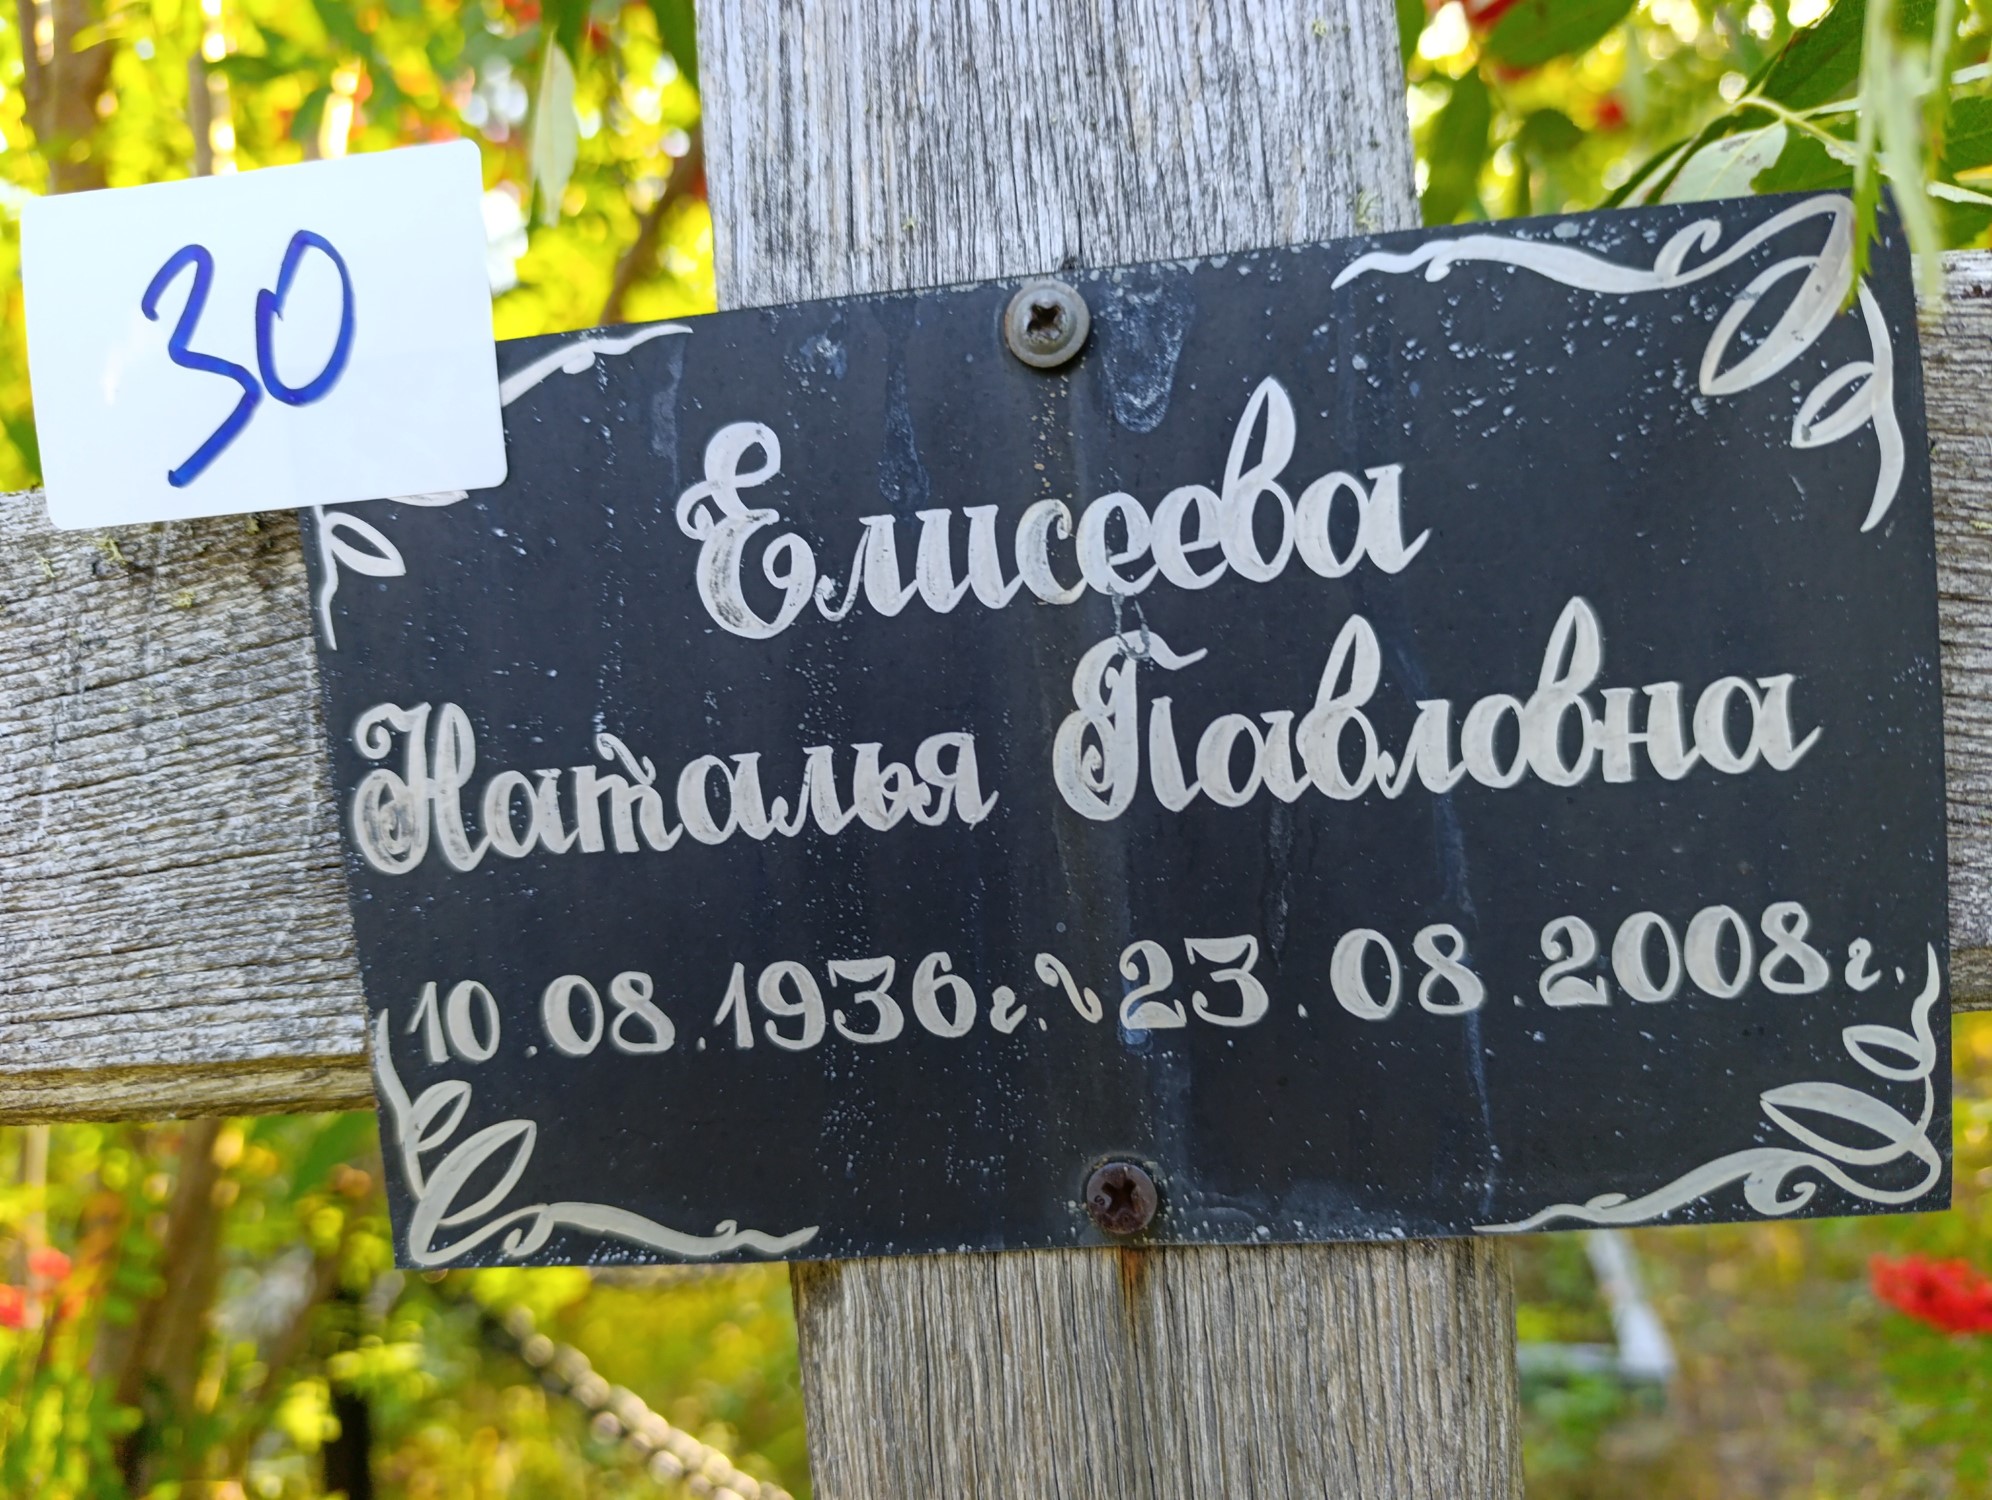 30
Елисеева
Наталья Павловна
10.08.1936г. ~ 23.08.2008г.